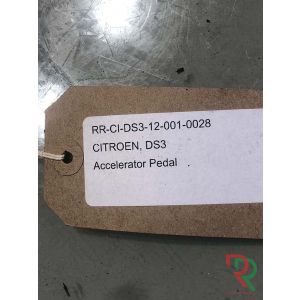 RR-CI-DS3-12-001-0028
CITROEN, DS3
Accelerator Pedal